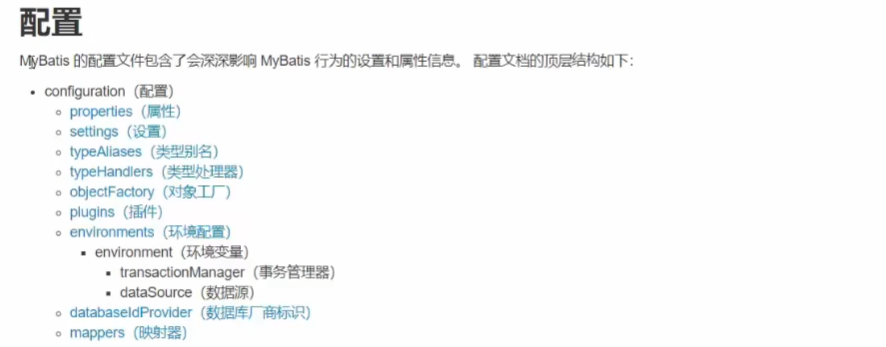 配置
MyBatis 的配置文件包含了会深深影响 MyBatis 行为的设置和属性信息。 配置文档的顶层结构如下：
configuration（配置）
properties（属性）
settings（设置）
typeAliases（类型别名）
typeHandlers（类型处理器）
objectFactory（对象工厂）
plugins（插件）
environments（环境配置）
environment（环境变量）
transactionManager（事务管理器）
dataSource（数据源）
databaseIdProvider（数据库厂商标识）
mappers（映射器）